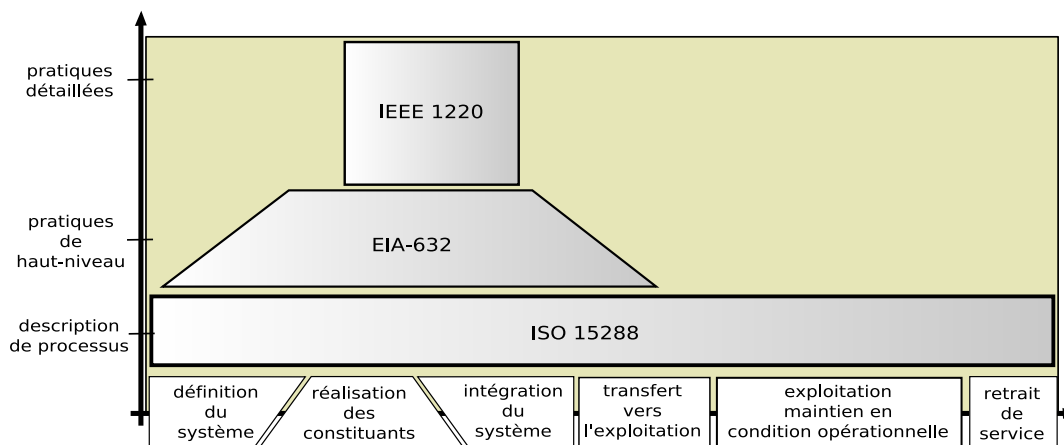 pratiques
détaillées
IEEE 1220
pratiques
de
haut-niveau
EIA-632
description
de processus
ISO 15288
définition
du
système
réalisation
des
constituants
intégration
du
système
transfert
vers
l'exploitation
exploitation
maintien en
condition opérationnelle
retrait
de
service